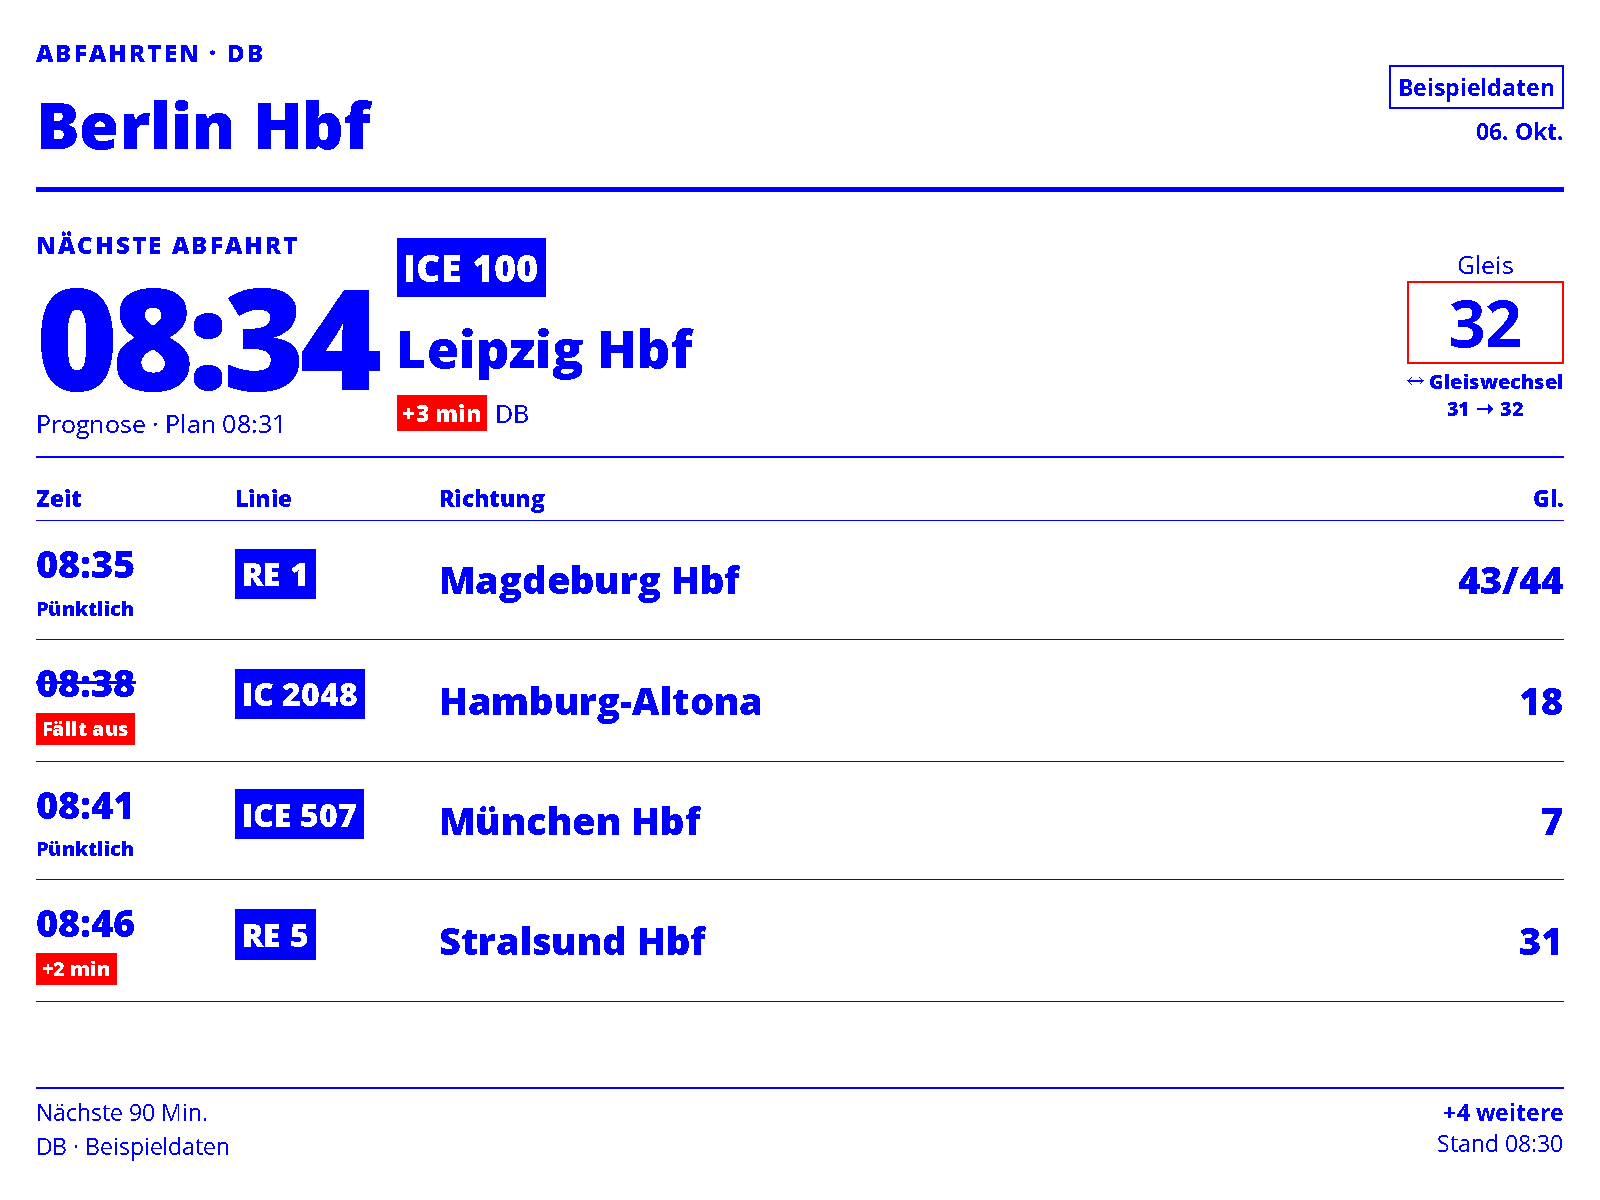 ABFAHRTEN · DB
Berlin Hbf
Beispieldaten
06. Okt.
NÄCHSTE ABFAHRT
08:34
Prognose · Plan 08:31
ICE 100
Leipzig Hbf
+3 min DB
Gleis
32
↔ Gleiswechsel
31 → 32
Zeit Linie Richtung Gl.
08:35 RE 1 Magdeburg Hbf 43/44
Pünktlich
08:38 IC 2048 Hamburg-Altona 18
Fällt aus
08:41 ICE 507 München Hbf 7
Pünktlich
08:46 RE 5 Stralsund Hbf 31
+2 min
Nächste 90 Min.
DB · Beispieldaten
+4 weitere
Stand 08:30